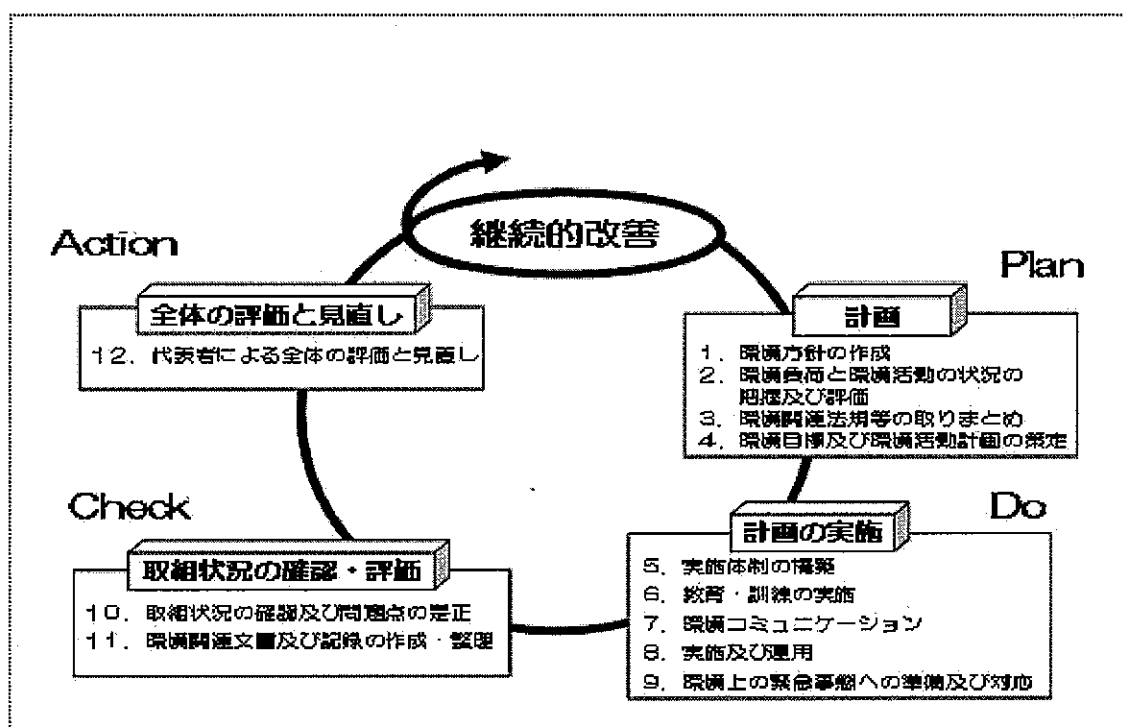 継続的改善
Plan
計画
1. 環境方針の作成
2. 環境負荷と環境活動の状況の
把握及び評価
3. 環境関連法規等の取りまとめ
4. 環境目標及び環境活動計画の策定
Do
計画の実施
5. 実施体制の構築
6. 教育・訓練の実施
7. 環境コミュニケーション
8. 実施及び運用
9. 環境上の緊急事態への準備及び対応
Check
取組状況の確認・評価
10. 取組状況の確認及び問題点の是正
11. 環境関連文書及び記録の作成・整理
Action
全体の評価と見直し
12. 代表者による全体の評価と見直し